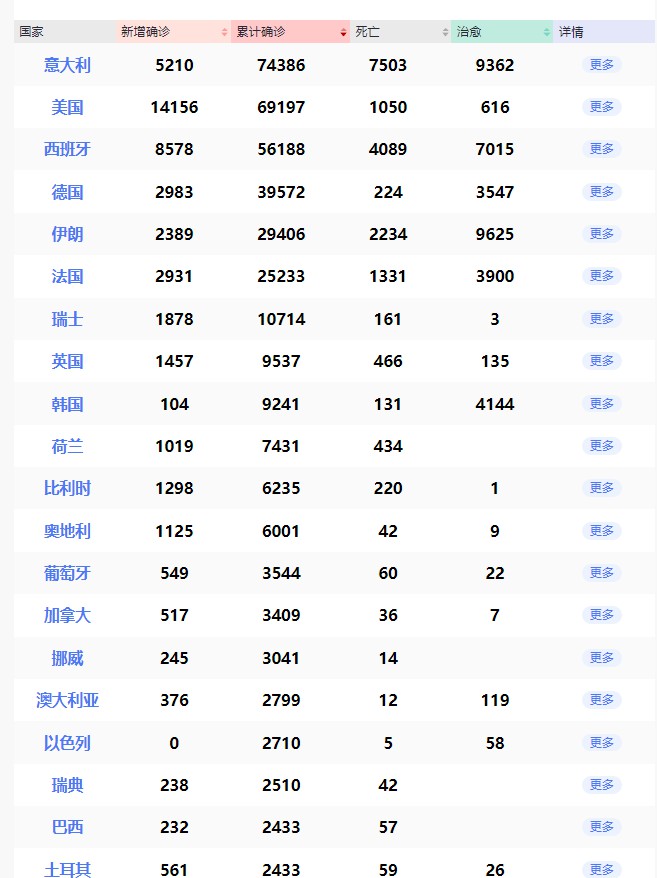 国家 新增确诊 累计确诊 死亡 治愈 详情
意大利 5210 74386 7503 9362 更多
美国 14156 69197 1050 616 更多
西班牙 8578 56188 4089 7015 更多
德国 2983 39572 224 3547 更多
伊朗 2389 29406 2234 9625 更多
法国 2931 25233 1331 3900 更多
瑞士 1878 10714 161 3 更多
英国 1457 9537 466 135 更多
韩国 104 9241 131 4144 更多
荷兰 1019 7431 434 更多
比利时 1298 6235 220 1 更多
奥地利 1125 6001 42 9 更多
葡萄牙 549 3544 60 22 更多
加拿大 517 3409 36 7 更多
挪威 245 3041 14 更多
澳大利亚 376 2799 12 119 更多
以色列 0 2710 5 58 更多
瑞典 238 2510 42 更多
巴西 232 2433 57 更多
土耳其 561 2433 59 26 更多